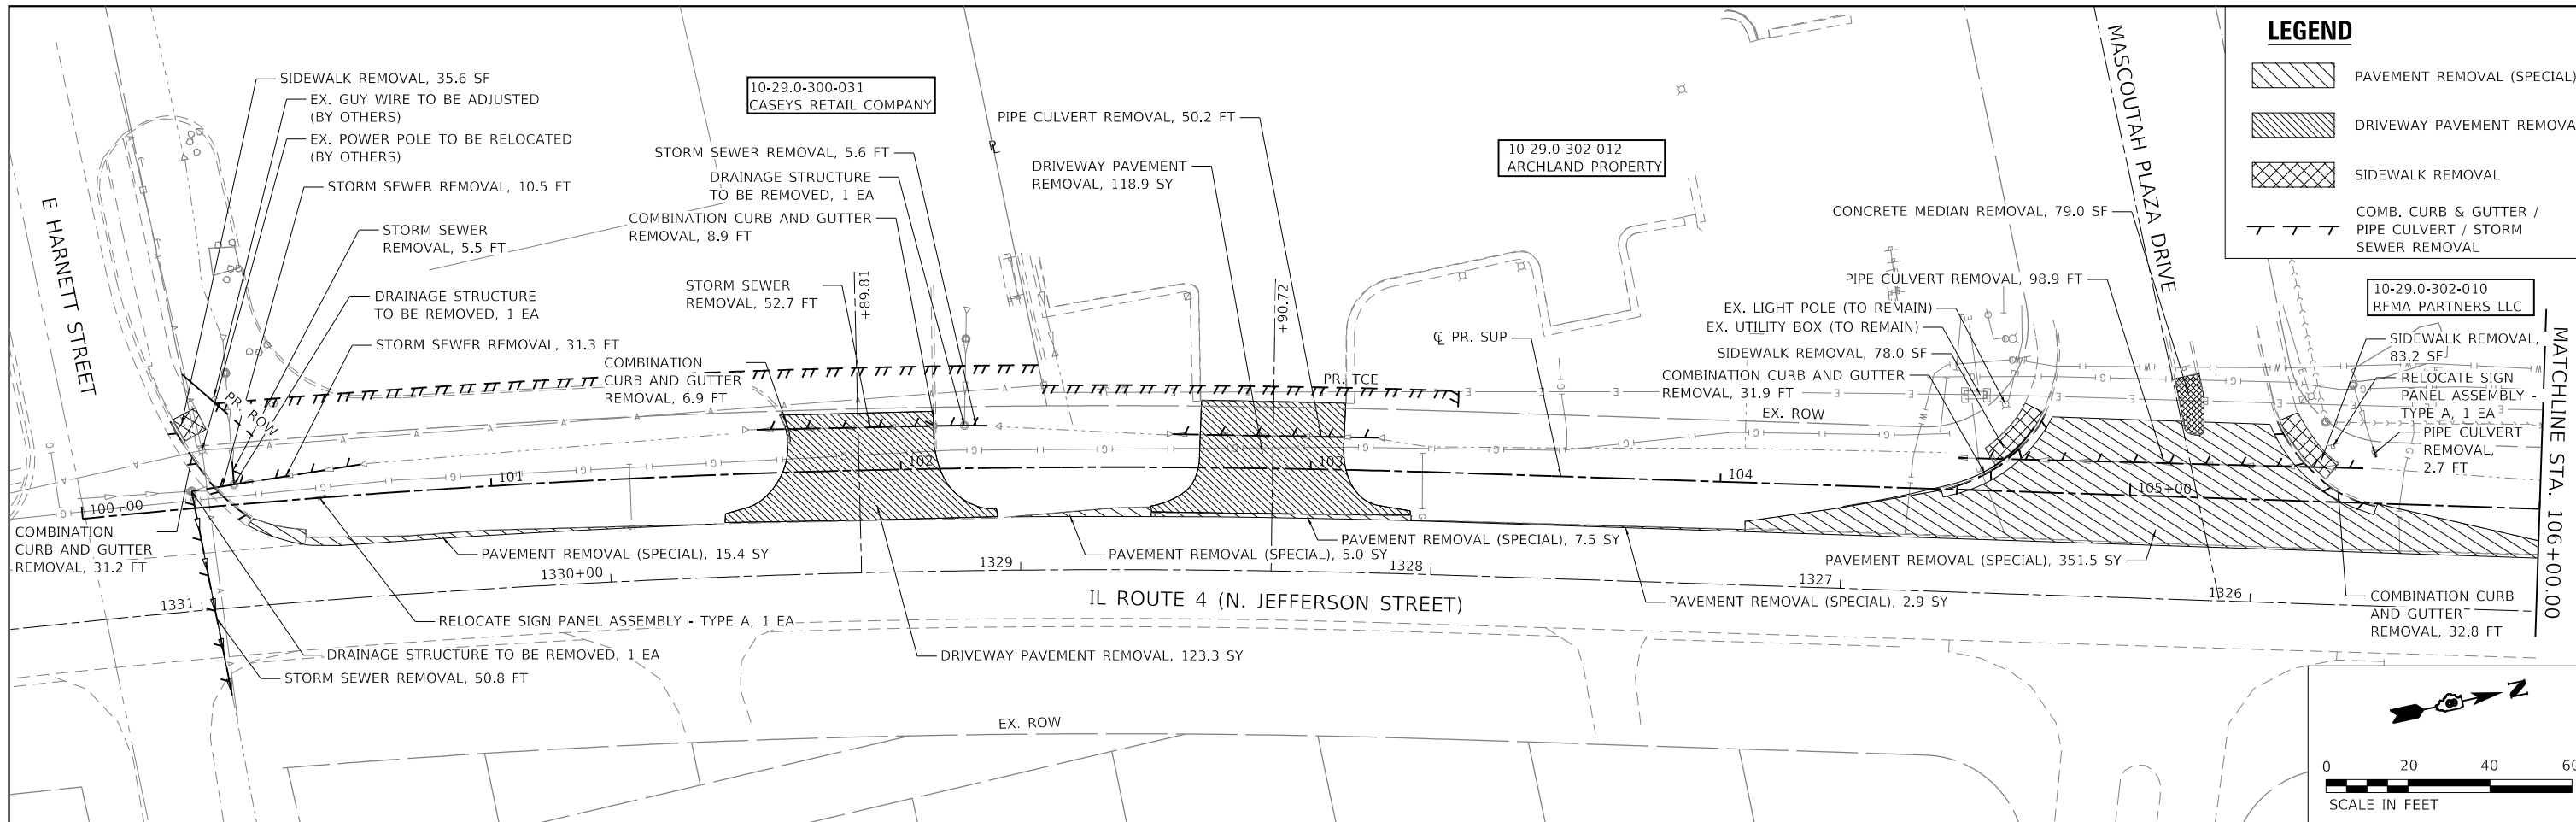 SIDEWALK REMOVAL, 35.6 SF
EX. GUY WIRE TO BE ADJUSTED
(BY OTHERS)
EX. POWER POLE TO BE RELOCATED
(BY OTHERS)
STORM SEWER REMOVAL, 10.5 FT
STORM SEWER
REMOVAL, 5.5 FT
DRAINAGE STRUCTURE
TO BE REMOVED, 1 EA
STORM SEWER REMOVAL, 31.3 FT
E HARNETT STREET
PR. ROW
10-29.0-300-031
CASEYS RETAIL COMPANY
STORM SEWER REMOVAL, 5.6 FT
DRAINAGE STRUCTURE
TO BE REMOVED, 1 EA
COMBINATION CURB AND GUTTER
REMOVAL, 8.9 FT
STORM SEWER
REMOVAL, 52.7 FT
COMBINATION
CURB AND GUTTER
REMOVAL, 6.9 FT
+89.81
PIPE CULVERT REMOVAL, 50.2 FT
DRIVEWAY PAVEMENT
REMOVAL, 118.9 SY
+90.72
10-29.0-302-012
ARCHLAND PROPERTY
℄ PR. SUP
PR. TCE
EX. ROW
MASCOUTAH PLAZA DRIVE
CONCRETE MEDIAN REMOVAL, 79.0 SF
PIPE CULVERT REMOVAL, 98.9 FT
EX. LIGHT POLE (TO REMAIN)
EX. UTILITY BOX (TO REMAIN)
SIDEWALK REMOVAL, 78.0 SF
COMBINATION CURB AND GUTTER
REMOVAL, 31.9 FT
LEGEND
PAVEMENT REMOVAL (SPECIAL)
DRIVEWAY PAVEMENT REMOVA
SIDEWALK REMOVAL
COMB. CURB & GUTTER /
PIPE CULVERT / STORM
SEWER REMOVAL
10-29.0-302-010
RFMA PARTNERS LLC
SIDEWALK REMOVAL,
83.2 SF
RELOCATE SIGN
PANEL ASSEMBLY -
TYPE A, 1 EA
PIPE CULVERT
REMOVAL,
2.7 FT
MATCHLINE STA. 106+00.00
100+00
101
102
103
104
105+00
COMBINATION
CURB AND GUTTER
REMOVAL, 31.2 FT
PAVEMENT REMOVAL (SPECIAL), 15.4 SY
PAVEMENT REMOVAL (SPECIAL), 5.0 SY
PAVEMENT REMOVAL (SPECIAL), 7.5 SY
PAVEMENT REMOVAL (SPECIAL), 351.5 SY
PAVEMENT REMOVAL (SPECIAL), 2.9 SY
COMBINATION CURB
AND GUTTER
REMOVAL, 32.8 FT
1331
1330+00
1329
1328
1327
1326
IL ROUTE 4 (N. JEFFERSON STREET)
RELOCATE SIGN PANEL ASSEMBLY - TYPE A, 1 EA
DRAINAGE STRUCTURE TO BE REMOVED, 1 EA
DRIVEWAY PAVEMENT REMOVAL, 123.3 SY
STORM SEWER REMOVAL, 50.8 FT
EX. ROW
N
0 20 40 60
SCALE IN FEET